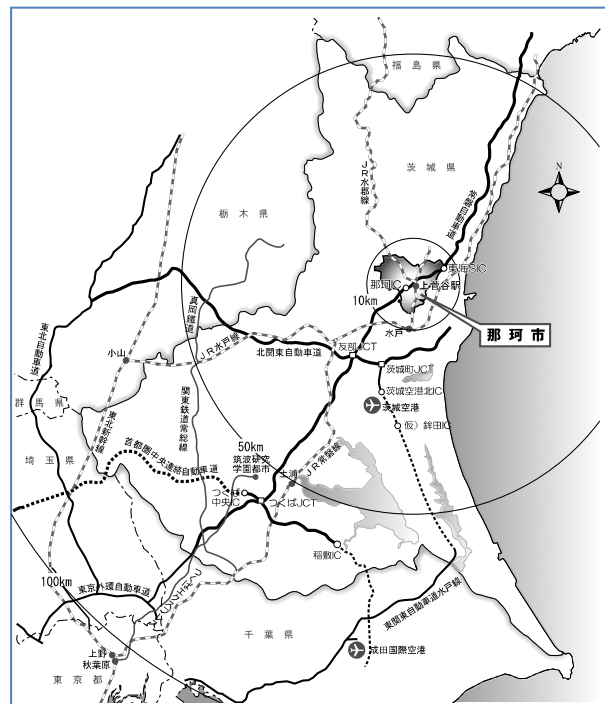 福島県
茨城県
JR水郡線
常磐自動車道
N
栃木県
東海SIC
那珂IC
上菅谷駅
10km
那珂市
水戸
真岡鐵道
東北自動車道
JR水戸線
北関東自動車道
友部JCT
小山
茨城町JCT
茨城空港北IC
茨城空港
仮）鉾田IC
群馬県
東北新幹線
関東鉄道常総線
埼玉県
首都圏中央連絡自動車道
50km
筑波研究
学園都市
土浦
JR常磐線
つくば
中央IC
つくばJCT
稲敷IC
100km
東京外環自動車道
つくばエクスプレス
東関東自動車道水戸線
千葉県
上野
秋葉原
成田国際空港
東京都